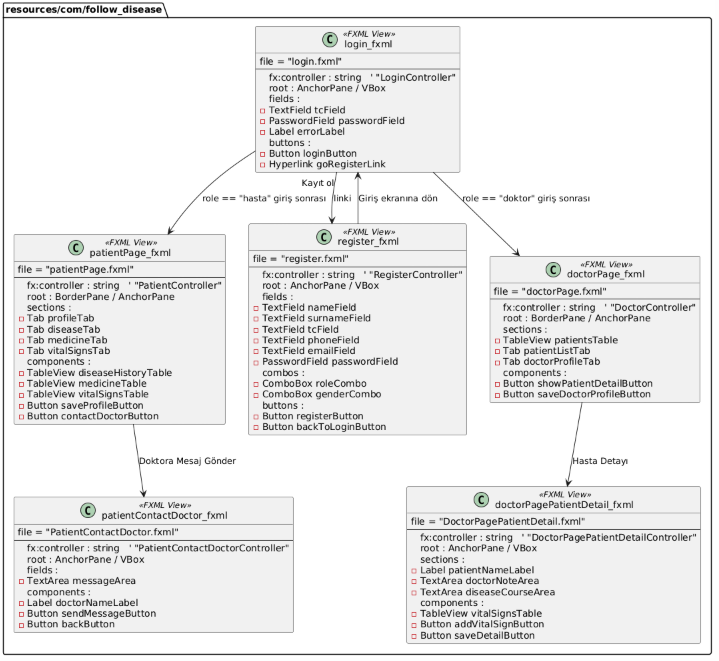 resources/com/follow_disease
C
«FXML View»
login_fxml
file = "login.fxml"
fx:controller : string ' "LoginController"
root : AnchorPane / VBox
fields :
TextField tcField
PasswordField passwordField
Label errorLabel
buttons :
Button loginButton
Hyperlink goRegisterLink
role == "hasta" giriş sonrası
Kayıt ol linki
Giriş ekranına dön
role == "doktor" giriş sonrası
C
«FXML View»
patientPage_fxml
file = "patientPage.fxml"
fx:controller : string ' "PatientController"
root : BorderPane / AnchorPane
sections :
Tab profileTab
Tab diseaseTab
Tab medicineTab
Tab vitalSignsTab
components :
TableView diseaseHistoryTable
TableView medicineTable
TableView vitalSignsTable
Button saveProfileButton
Button contactDoctorButton
C
«FXML View»
register_fxml
file = "register.fxml"
fx:controller : string ' "RegisterController"
root : AnchorPane / VBox
fields :
TextField nameField
TextField surnameField
TextField tcField
TextField phoneField
TextField emailField
PasswordField passwordField
combos :
ComboBox roleCombo
ComboBox genderCombo
buttons :
Button registerButton
Button backToLoginButton
C
«FXML View»
doctorPage_fxml
file = "doctorPage.fxml"
fx:controller : string ' "DoctorController"
root : BorderPane / AnchorPane
sections :
TableView patientsTable
Tab patientListTab
Tab doctorProfileTab
components :
Button showPatientDetailButton
Button saveDoctorProfileButton
Doktora Mesaj Gönder
Hasta Detayı
C
«FXML View»
patientContactDoctor_fxml
file = "PatientContactDoctor.fxml"
fx:controller : string ' "PatientContactDoctorController"
root : AnchorPane / VBox
fields :
TextArea messageArea
components :
Label doctorNameLabel
Button sendMessageButton
Button backButton
C
«FXML View»
doctorPagePatientDetail_fxml
file = "DoctorPagePatientDetail.fxml"
fx:controller : string ' "DoctorPagePatientDetailController"
root : AnchorPane / VBox
sections :
Label patientNameLabel
TextArea doctorNoteArea
TextArea diseaseCourseArea
components :
TableView vitalSignsTable
Button addVitalSignButton
Button saveDetailButton